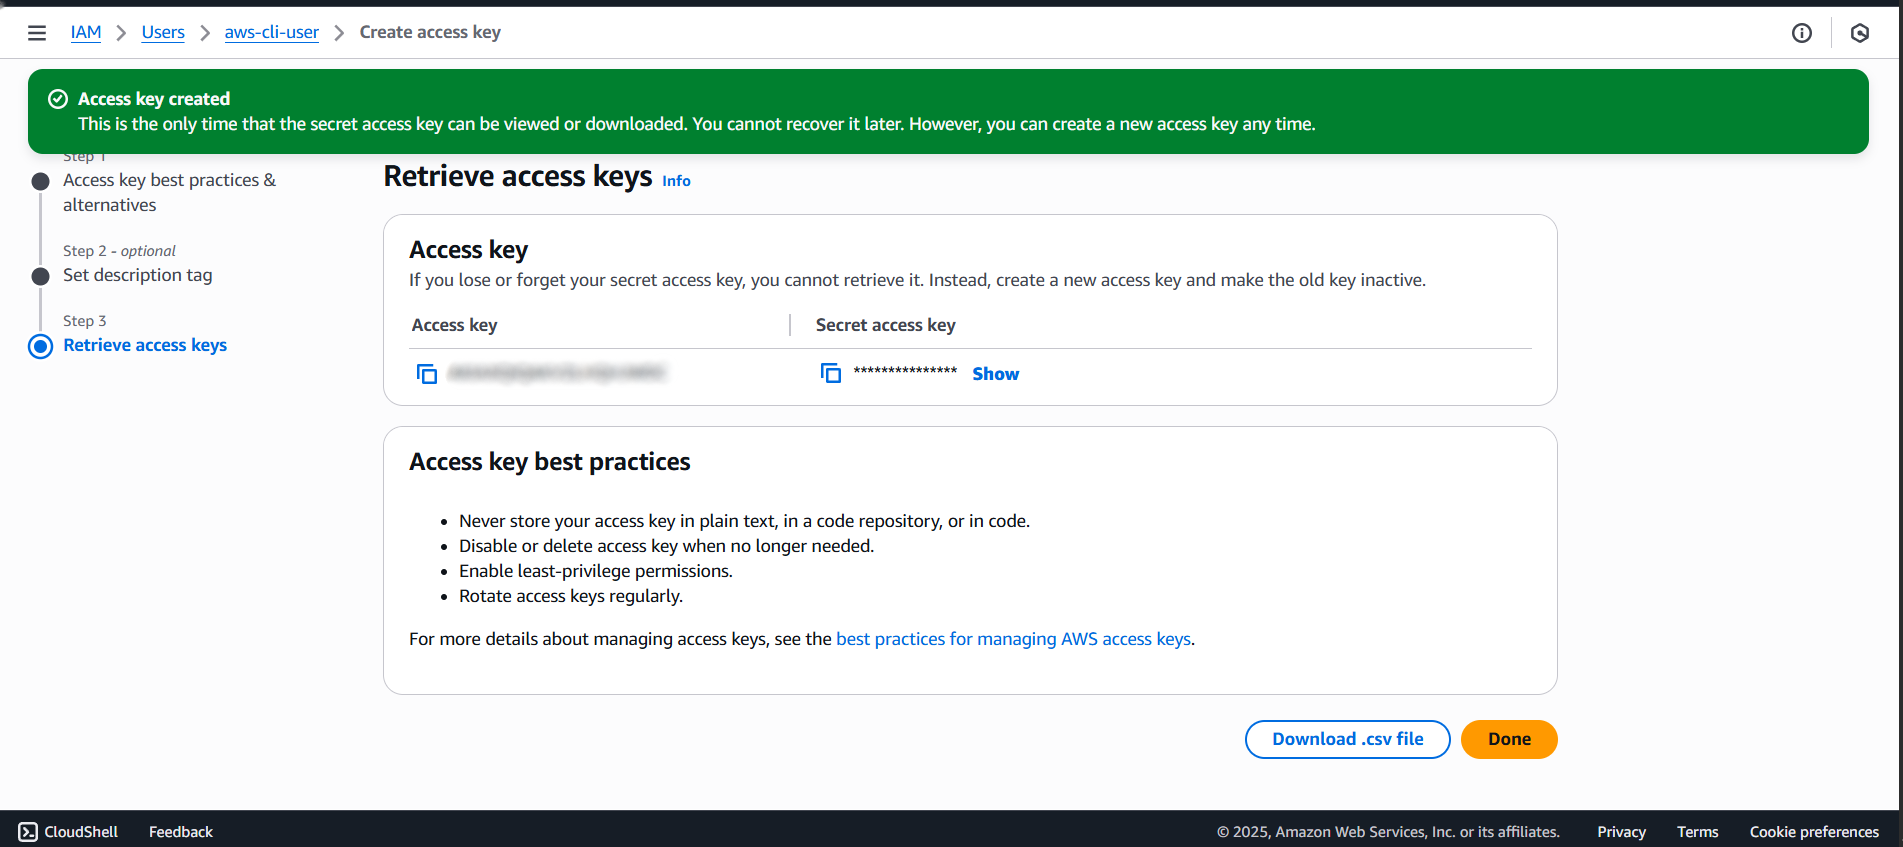 IAM > Users > aws-cli-user > Create access key
Access key created
This is the only time that the secret access key can be viewed or downloaded. You cannot recover it later. However, you can create a new access key any time.
Step 1
Access key best practices &
alternatives
Step 2 - optional
Set description tag
Step 3
Retrieve access keys
Retrieve access keys Info
Access key
If you lose or forget your secret access key, you cannot retrieve it. Instead, create a new access key and make the old key inactive.
Access key
Secret access key
*************** Show
Access key best practices
• Never store your access key in plain text, in a code repository, or in code.
• Disable or delete access key when no longer needed.
• Enable least-privilege permissions.
• Rotate access keys regularly.
For more details about managing access keys, see the best practices for managing AWS access keys.
Download .csv file
Done
CloudShell Feedback
© 2025, Amazon Web Services, Inc. or its affiliates. Privacy Terms Cookie preferences